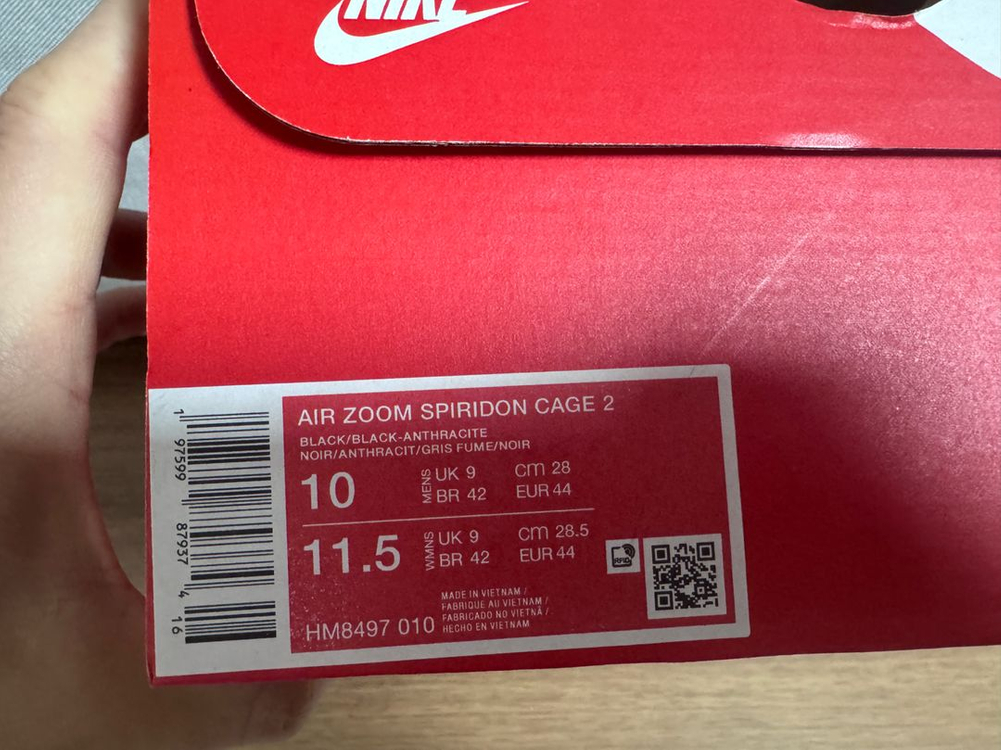 NIKE
AIR ZOOM SPIRIDON CAGE 2
BLACK/BLACK-ANTHRACITE
NOIR/ANTHRACIT/GRIS FUME/NOIR
10 MENS UK 9 cm 28
BR 42 EUR 44
11.5 WMNS UK 9 cm 28.5
BR 42 EUR 44
RFID
MADE IN VIETNAM /
FABRIQUE AU VIETNAM /
FABRICADO NO VIETNÃ /
HECHO EN VIETNAM
HM8497 010
1 97599 87937 4 16